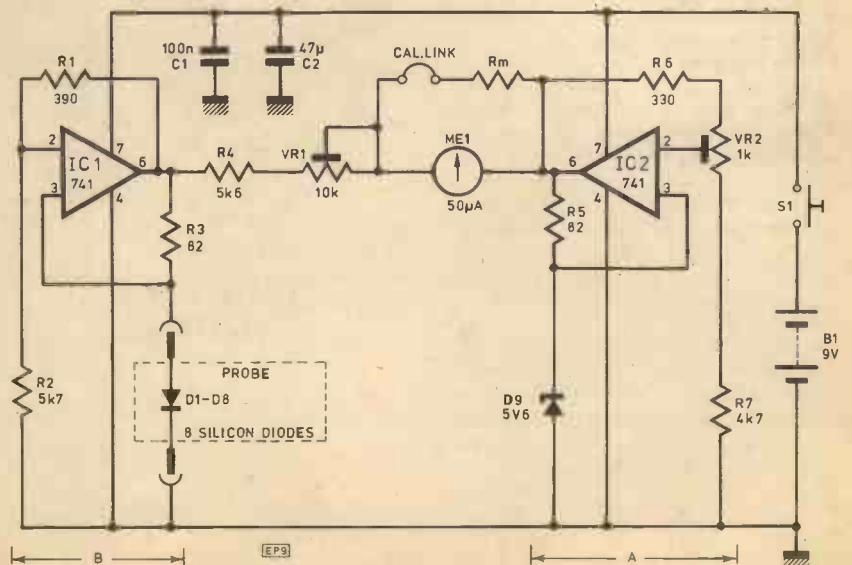 100n
C1
47µ
C2
CAL.LINK
Rm
R1
390
R6
330
2
7
IC1
741
6
3
4
R4
5k6
VR1
10k
ME1
50µA
7
2
6
IC2
741
4
3
VR2
1k
S1
R3
82
R5
82
B1
9V
R2
5k7
PROBE
D1-D8
8 SILICON DIODES
D9
5V6
R7
4k7
B
EP9
A